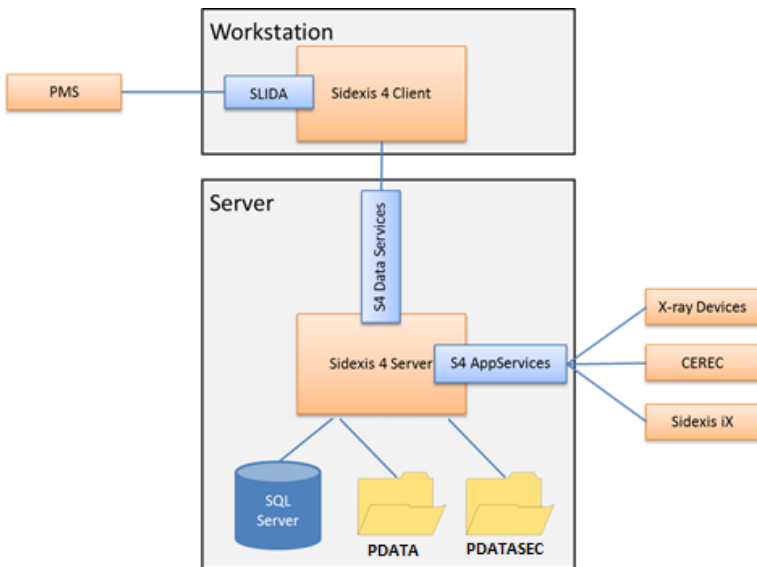 Workstation
PMS
SLIDA
Sidexis 4 Client
Server
S4 Data Services
X-ray Devices
Sidexis 4 Server
S4 AppServices
CEREC
Sidexis iX
SQL
Server
PDATA
PDATASEC